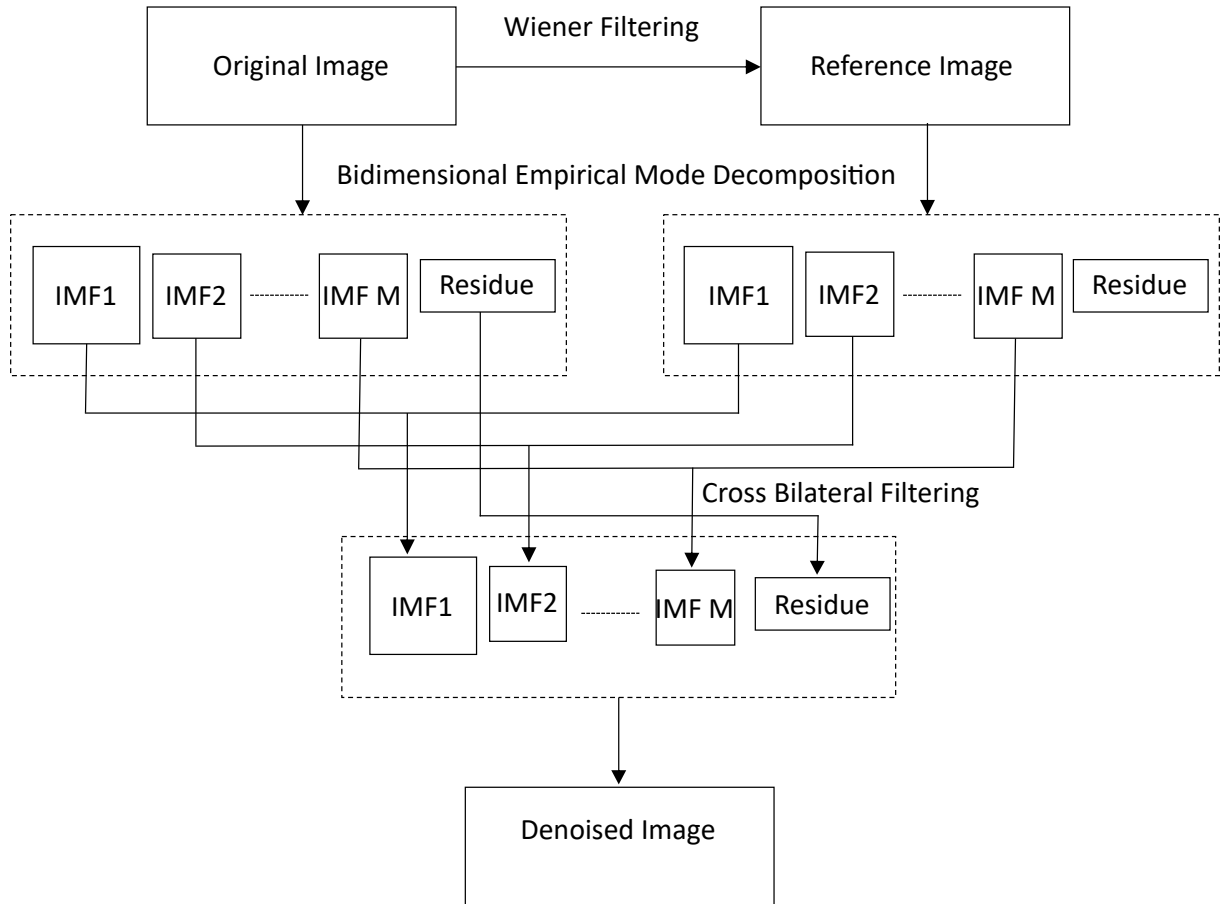 Wiener Filtering
Original Image
Reference Image
Bidimensional Empirical Mode Decomposition
IMF1
IMF2
IMF M
Residue
IMF1
IMF2
IMF M
Residue
Cross Bilateral Filtering
IMF1
IMF2
IMF M
Residue
Denoised Image